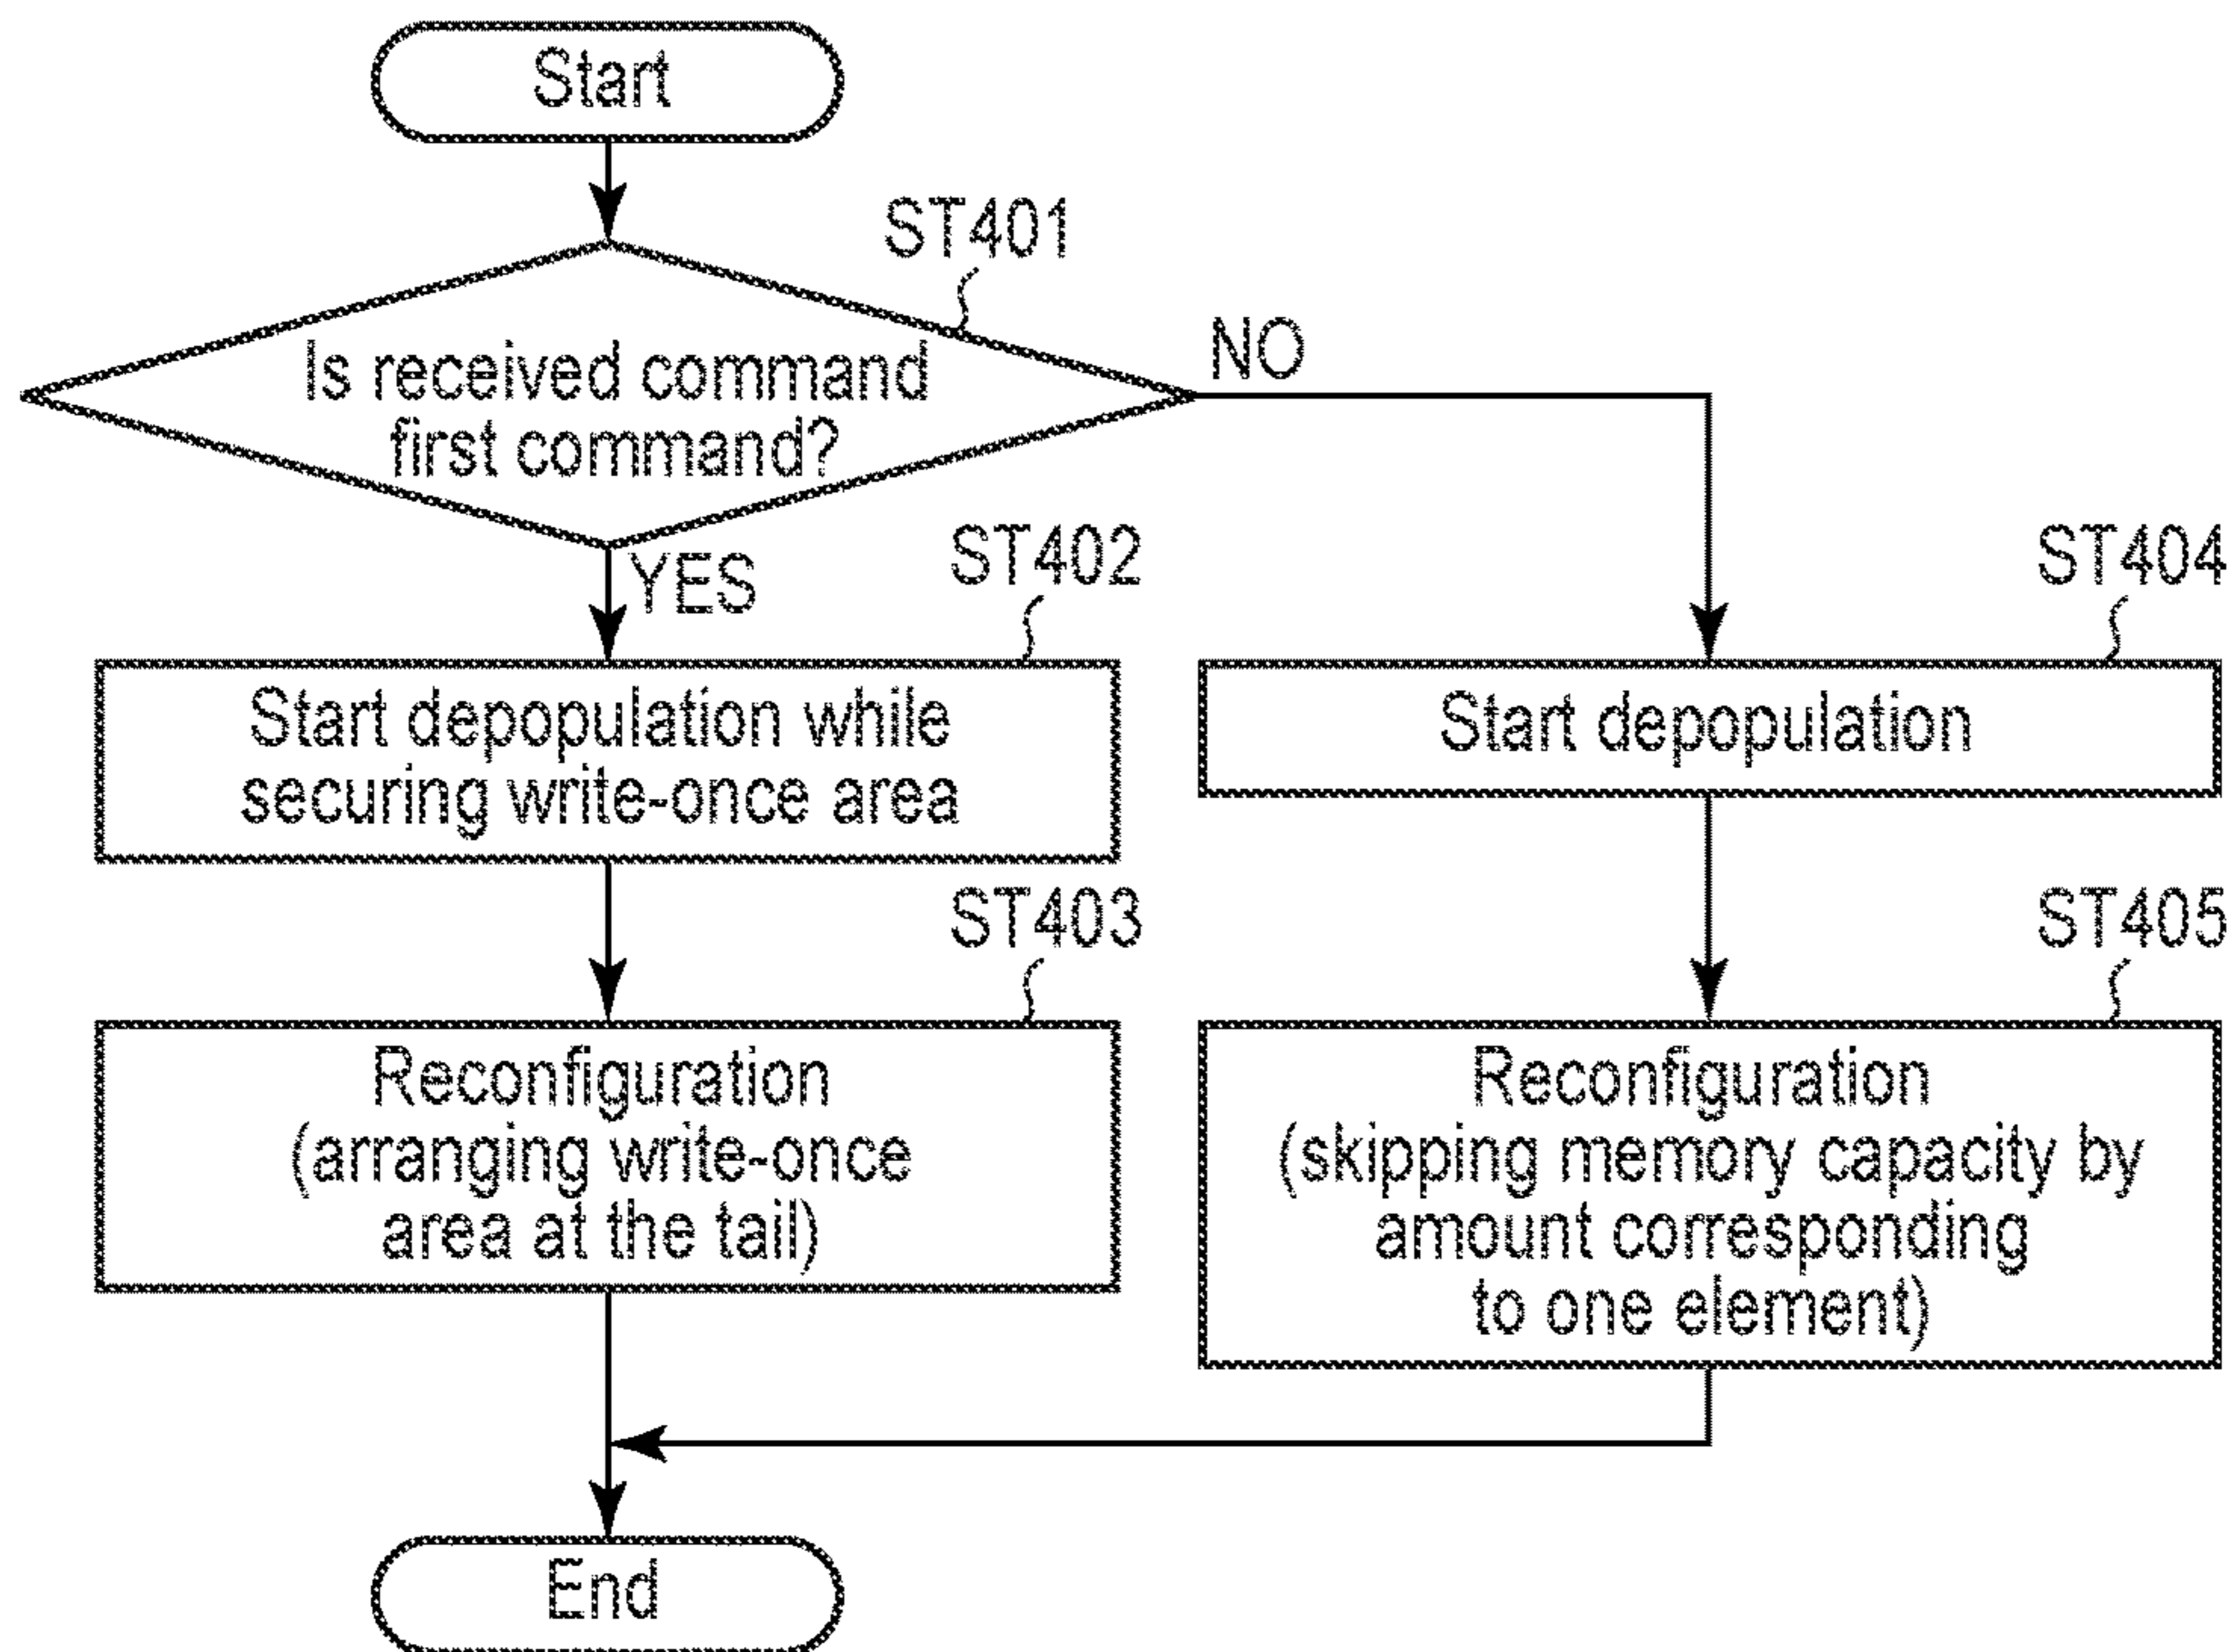 Start
ST401
Is received command
first command?
NO
YES
ST402
Start depopulation while
securing write-once area
ST404
Start depopulation
ST403
Reconfiguration
(arranging write-once
area at the tail)
ST405
Reconfiguration
(skipping memory capacity by
amount corresponding
to one element)
End